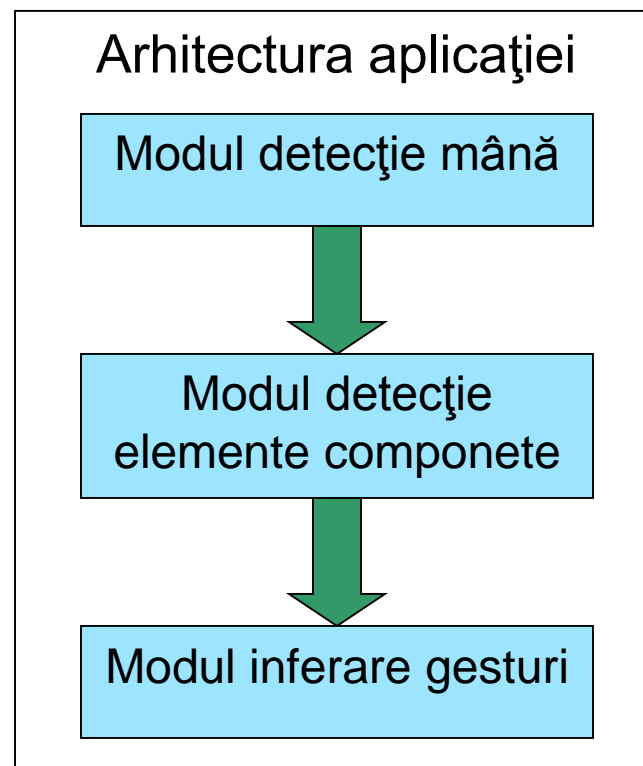 Arhitectura aplicaţiei
Modul detecţie mână
Modul detecţie
elemente componete
Modul inferare gesturi